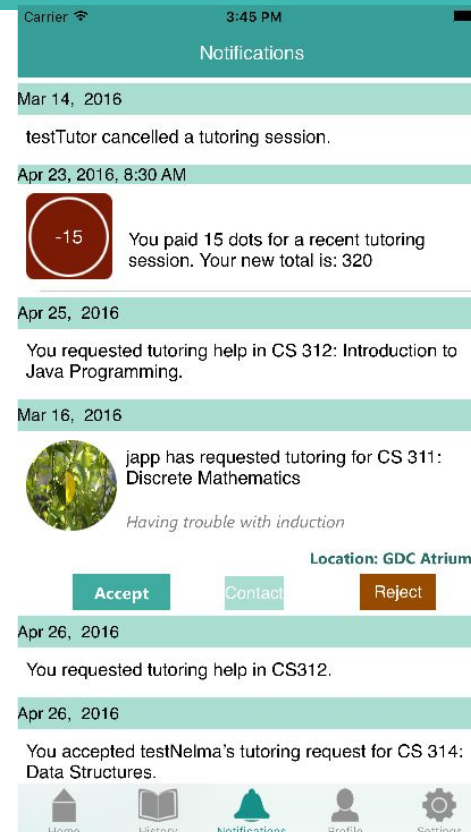 Carrier 3:45 PM
Notifications
Mar 14, 2016
testTutor cancelled a tutoring session.
Apr 23, 2016, 8:30 AM
-15
You paid 15 dots for a recent tutoring
session. Your new total is: 320
Apr 25, 2016
You requested tutoring help in CS 312: Introduction to
Java Programming.
Mar 16, 2016
japp has requested tutoring for CS 311:
Discrete Mathematics
Having trouble with induction
Location: GDC Atrium
Accept Contact Reject
Apr 26, 2016
You requested tutoring help in CS312.
Apr 26, 2016
You accepted testNelma's tutoring request for CS 314:
Data Structures.
Home History Notifications Profile Settings